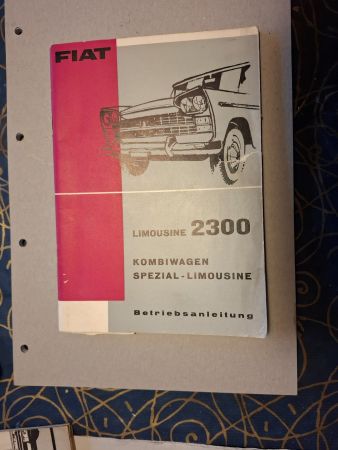 FIAT
LIMOUSINE 2300
KOMBIWAGEN
SPEZIAL-LIMOUSINE
Betriebsanleitung